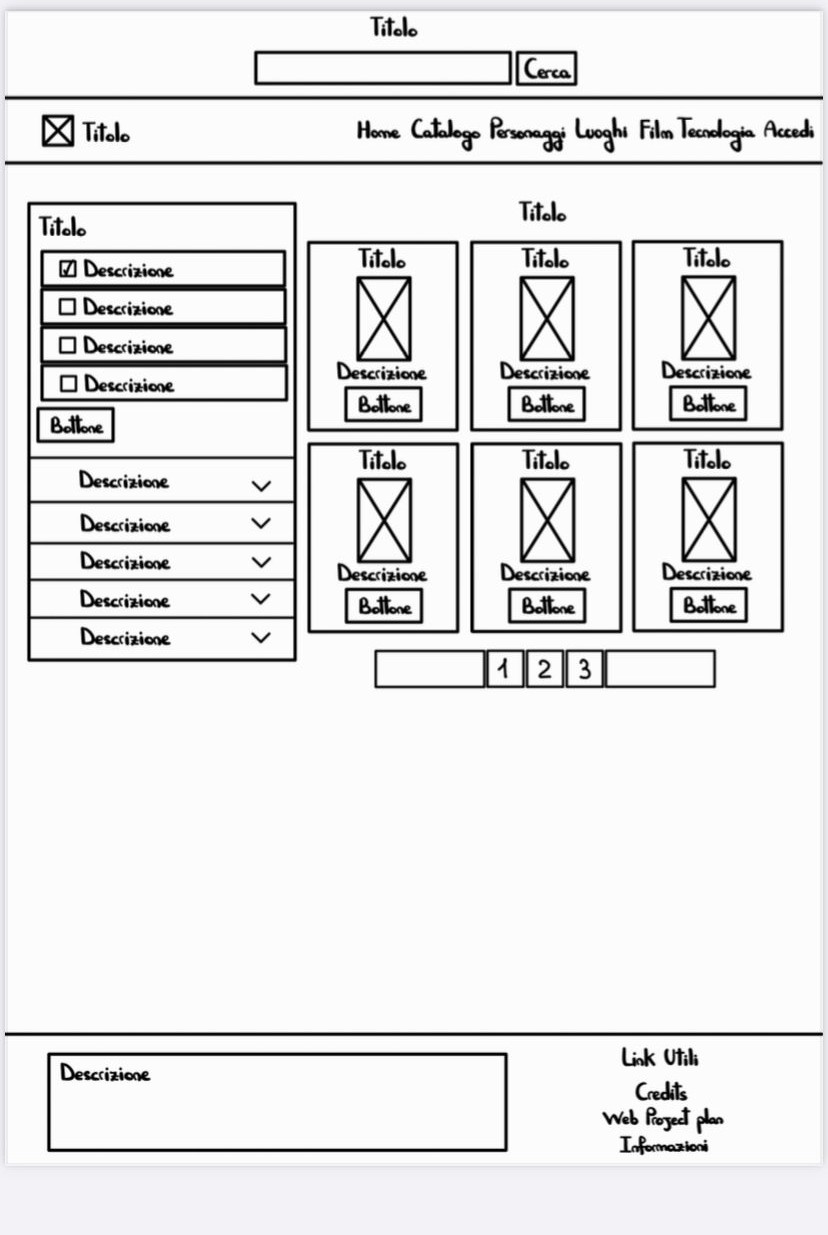 Titolo
Cerca
Titolo
Home Catalogo Personaggi Luoghi Film Tecnologia Accedi
Titolo
Descrizione
Descrizione
Descrizione
Descrizione
Bottone
Descrizione
Descrizione
Descrizione
Descrizione
Descrizione
Titolo
Titolo
Descrizione
Bottone
Titolo
Descrizione
Bottone
Titolo
Descrizione
Bottone
Titolo
Descrizione
Bottone
Titolo
Descrizione
Bottone
Titolo
Descrizione
Bottone
1 2 3
Descrizione
Link Utili
Credits
Web Project plan
Informazioni